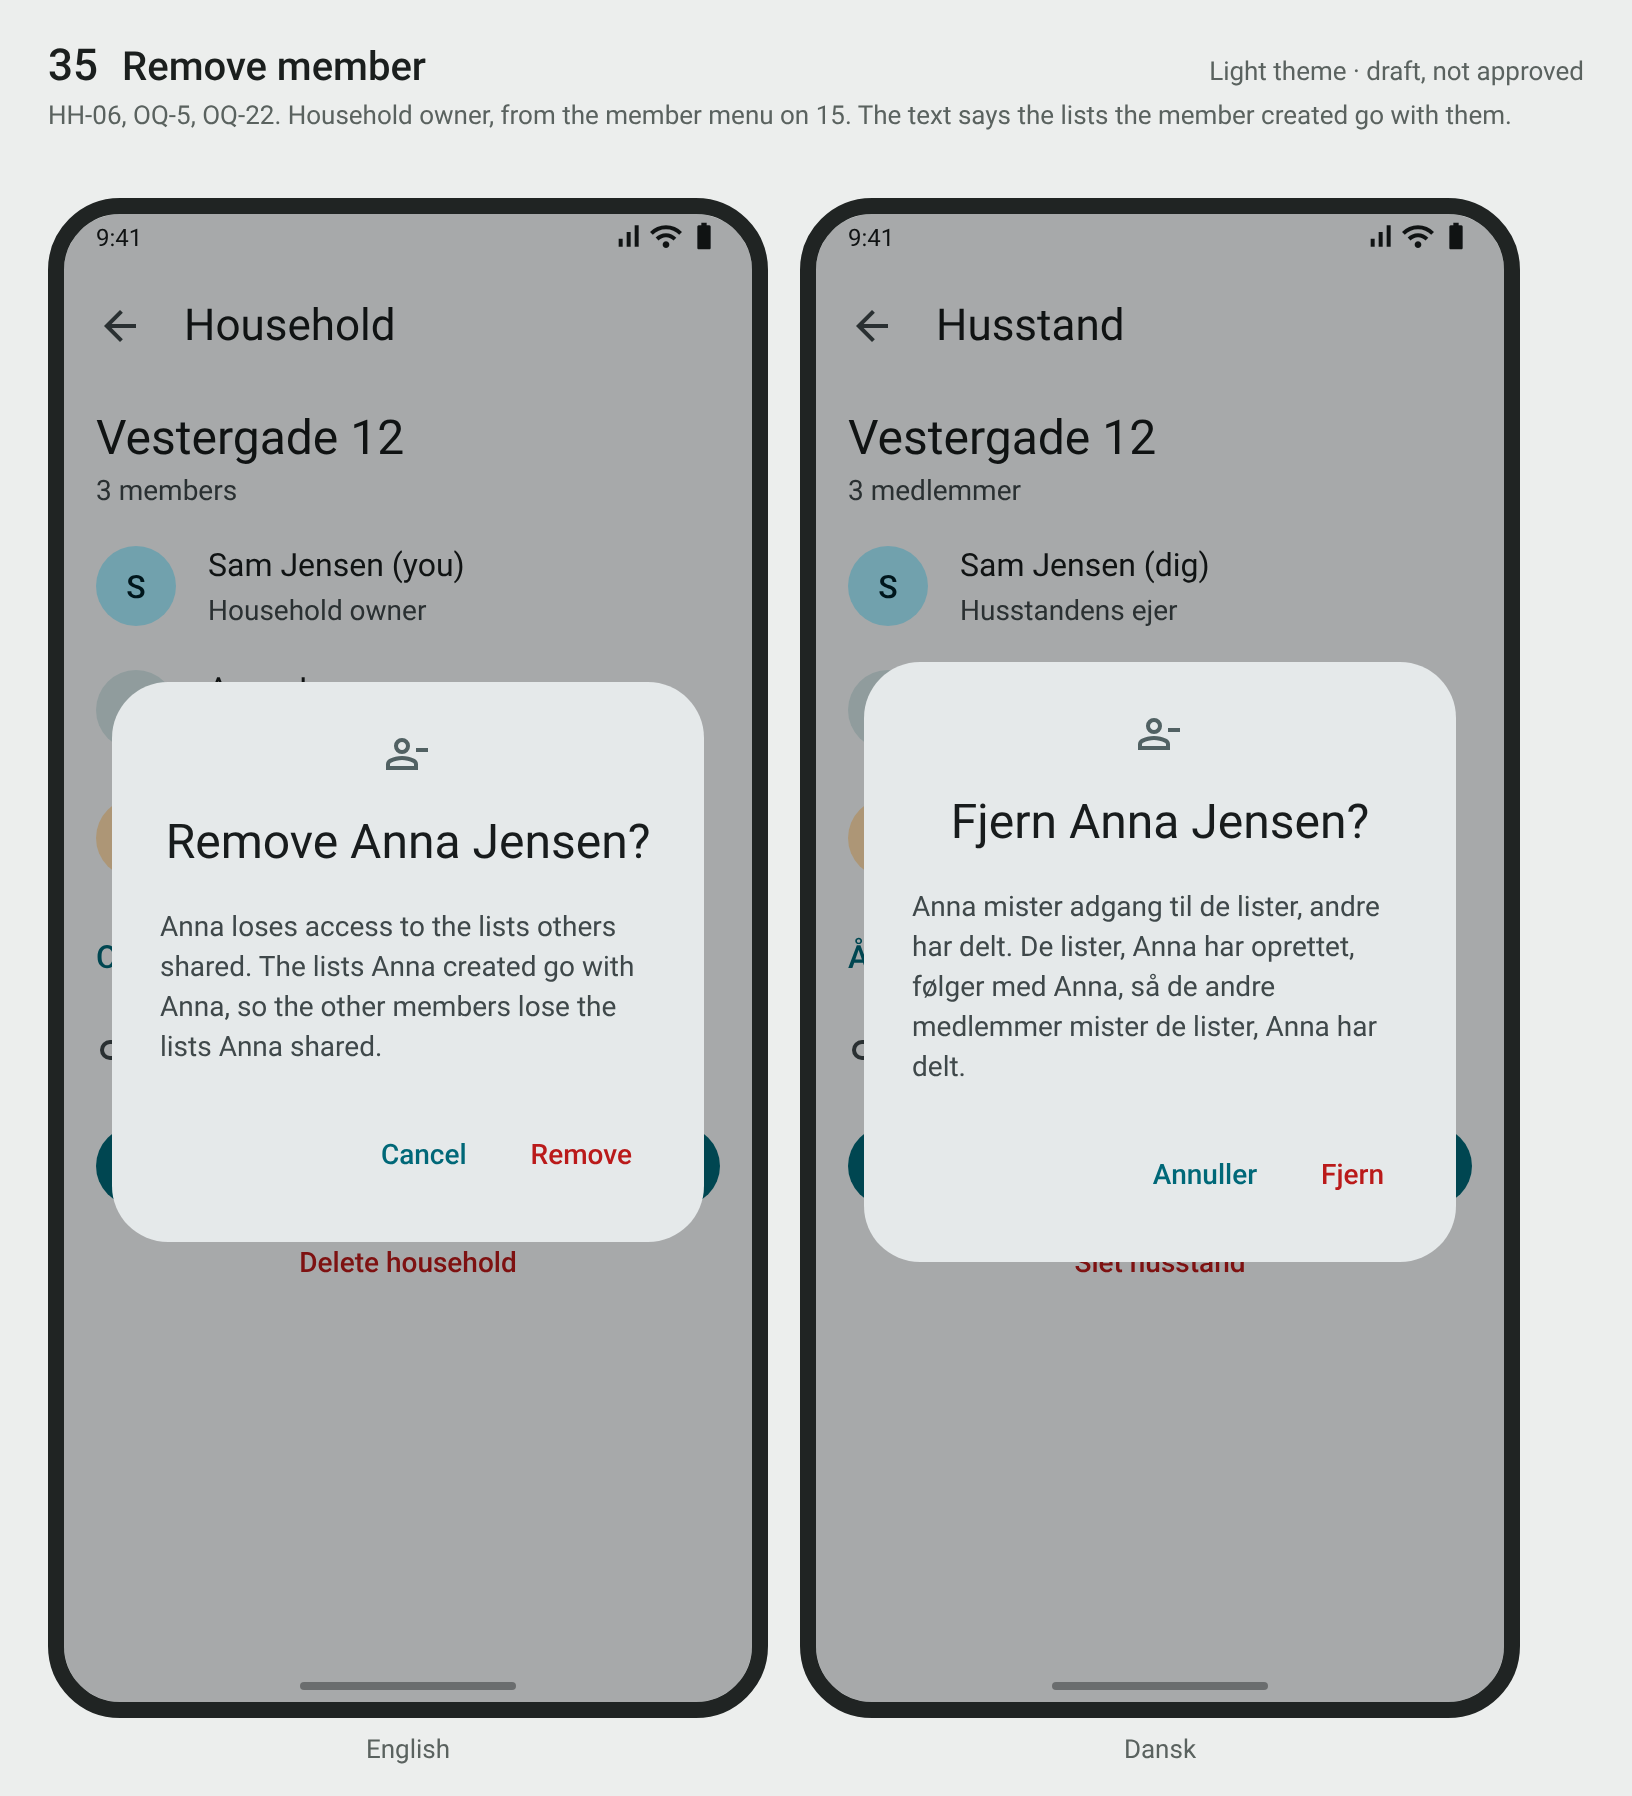 35 Remove member
Light theme · draft, not approved
HH-06, OQ-5, OQ-22. Household owner, from the member menu on 15. The text says the lists the member created go with them.
9:41
Household
Vestergade 12
3 members
S
Sam Jensen (you)
Household owner
Remove Anna Jensen?
Anna loses access to the lists others
shared. The lists Anna created go with
Anna, so the other members lose the
lists Anna shared.
Cancel
Remove
Delete household
English
9:41
Husstand
Vestergade 12
3 medlemmer
S
Sam Jensen (dig)
Husstandens ejer
Fjern Anna Jensen?
Anna mister adgang til de lister, andre
har delt. De lister, Anna har oprettet,
følger med Anna, så de andre
medlemmer mister de lister, Anna har
delt.
Annuller
Fjern
Slet husstand
Dansk